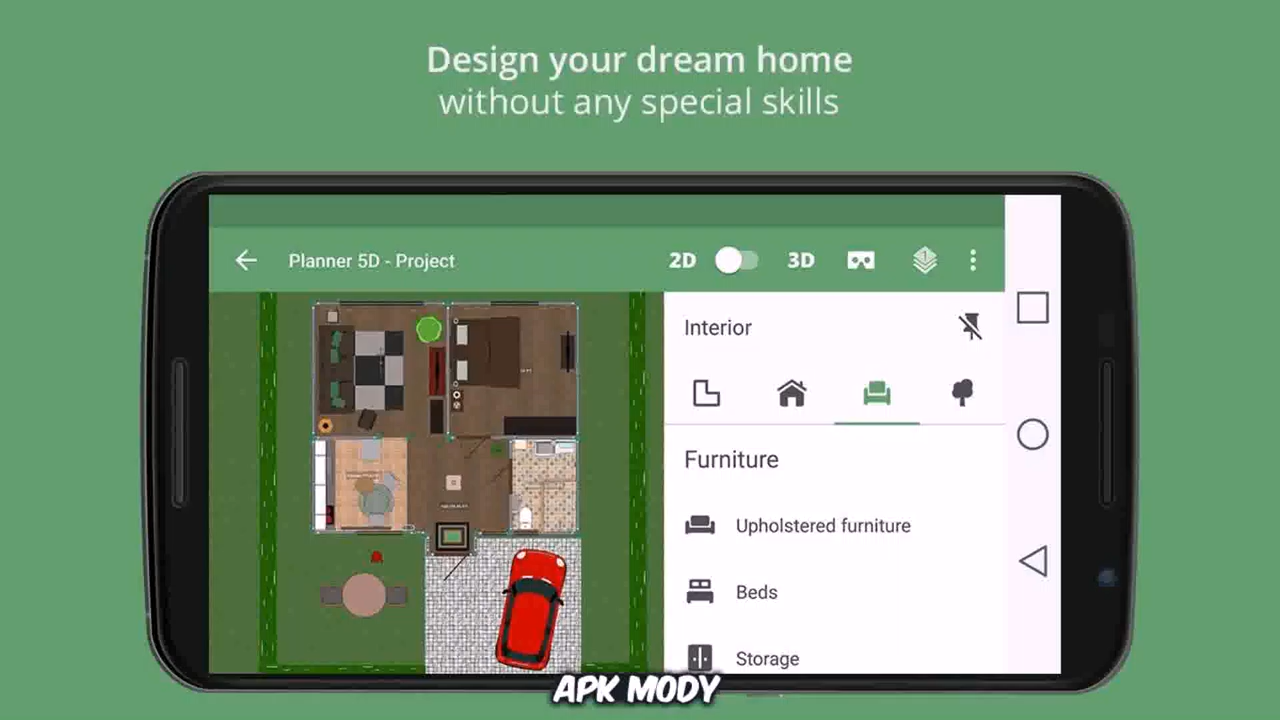 Design your dream home
without any special skills
Planner 5D - Project
2D
3D
1
Interior
Furniture
Upholstered furniture
Beds
Storage
APK MODY